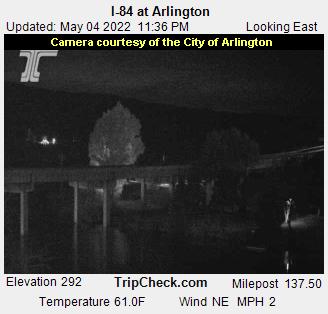 I-84 at Arlington
Updated: May 04 2022 11:36 PM Looking East
Camera courtesy of the City of Arlington
Elevation 292 TripCheck.com Milepost 137.50
Temperature 61.0F Wind NE MPH 2